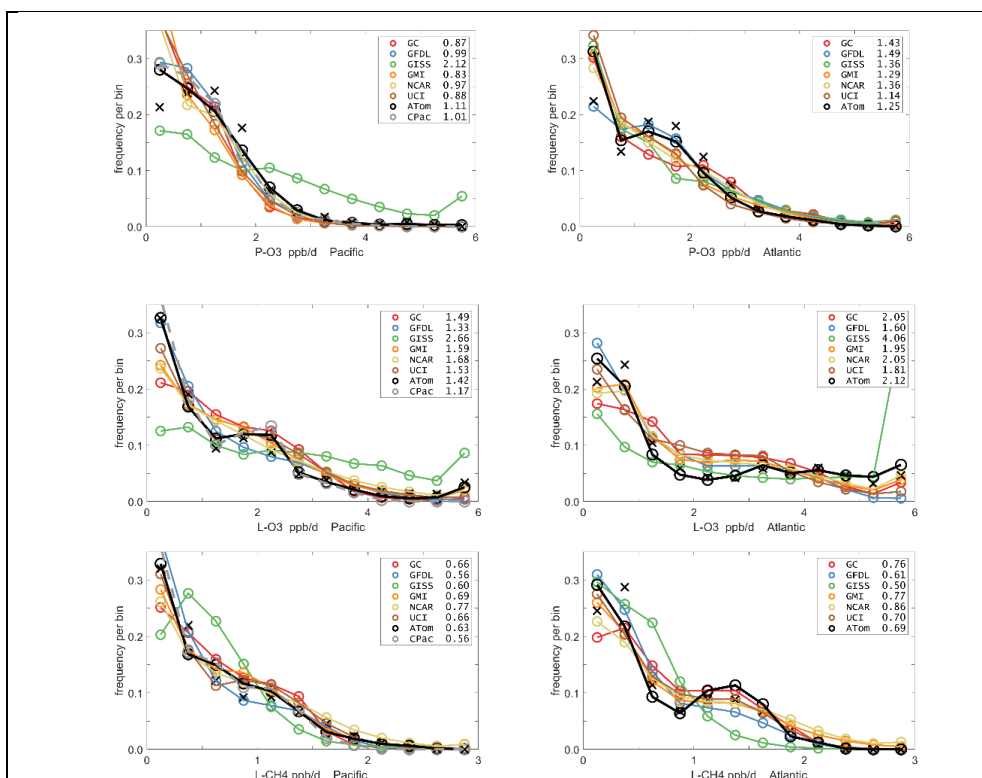 0.3
0.2
0.1
0.0
frequency per bin
GC 0.87
GFDL 0.99
GISS 2.12
GMI 0.83
NCAR 0.97
UCI 0.88
ATom 1.11
CPac 1.01
0 2 4 6
P-O3 ppb/d Pacific
0.3
0.2
0.1
0.0
frequency per bin
GC 1.43
GFDL 1.49
GISS 1.36
GMI 1.29
NCAR 1.36
UCI 1.14
ATom 1.25
0 2 4 6
P-O3 ppb/d Atlantic
0.3
0.2
0.1
0.0
frequency per bin
GC 1.49
GFDL 1.33
GISS 2.66
GMI 1.59
NCAR 1.68
UCI 1.53
ATom 1.42
CPac 1.17
0 2 4 6
L-O3 ppb/d Pacific
0.3
0.2
0.1
0.0
frequency per bin
GC 2.05
GFDL 1.60
GISS 4.06
GMI 1.95
NCAR 2.05
UCI 1.81
ATom 2.12
0 2 4 6
L-O3 ppb/d Atlantic
0.3
0.2
0.1
0.0
frequency per bin
GC 0.66
GFDL 0.56
GISS 0.60
GMI 0.69
NCAR 0.77
UCI 0.66
ATom 0.63
CPac 0.56
0 1 2 3
L-CH4 ppb/d Pacific
0.3
0.2
0.1
0.0
frequency per bin
GC 0.76
GFDL 0.61
GISS 0.50
GMI 0.77
NCAR 0.86
UCI 0.70
ATom 0.69
0 1 2 3
L-CH4 ppb/d Atlantic